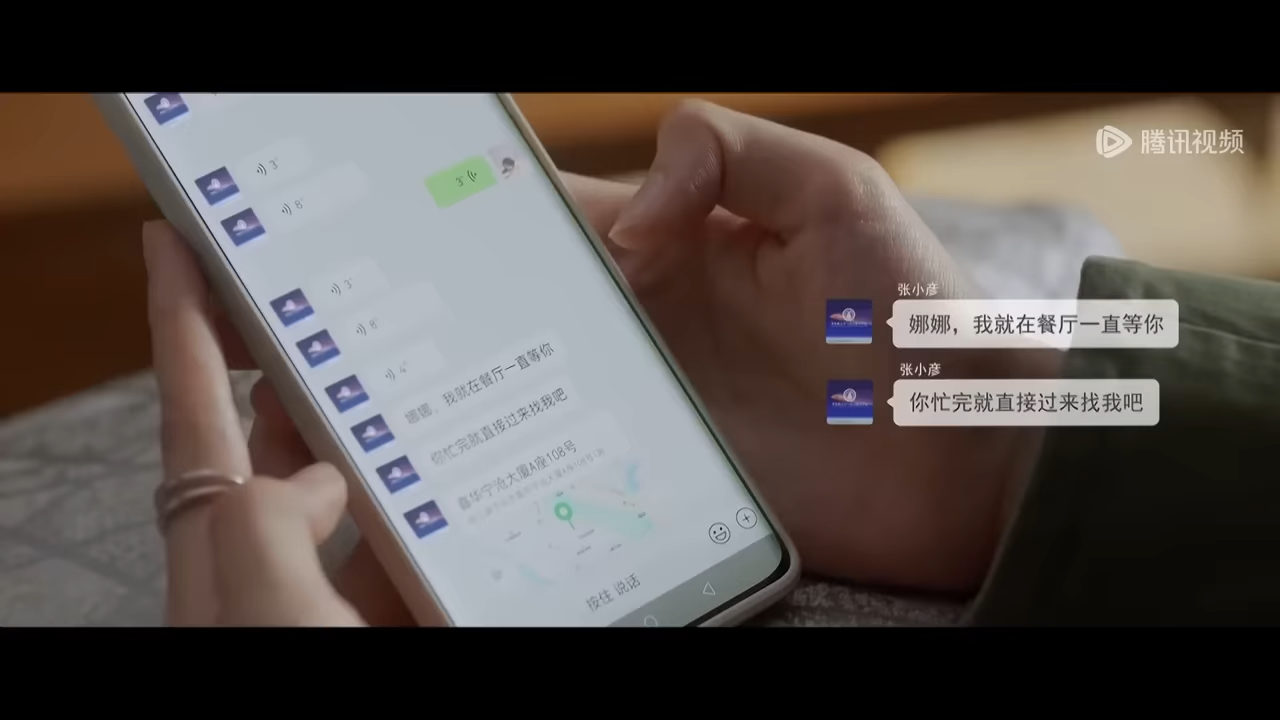 腾讯视频
3"
3"
8"
3"
8"
4"
娜娜，我就在餐厅一直等你
你忙完就直接过来找我吧
嘉华宁沧大厦A座108号
按住 说话
张小彦
娜娜，我就在餐厅一直等你
张小彦
你忙完就直接过来找我吧